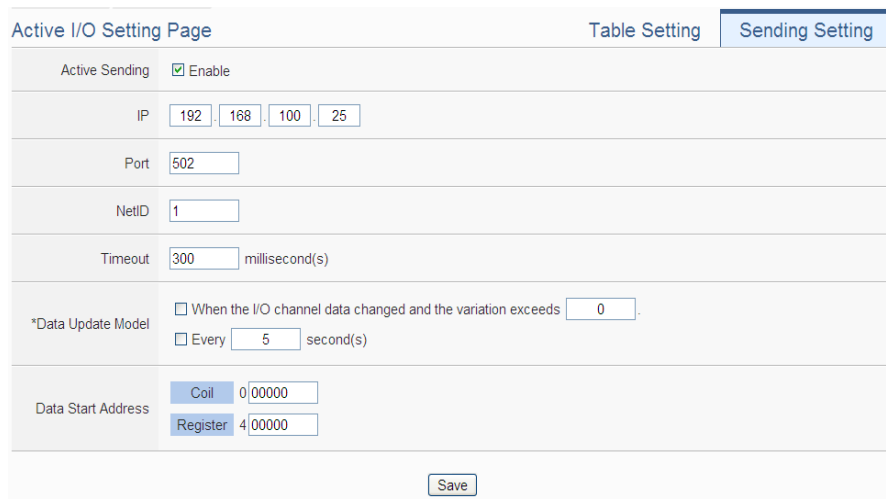 Active I/O Setting Page Table Setting Sending Setting
Active Sending Enable
IP 192 . 168 . 100 . 25
Port 502
NetID 1
Timeout 300 millisecond(s)
*Data Update Model
When the I/O channel data changed and the variation exceeds 0 .
Every 5 second(s)
Data Start Address
Coil 0 00000
Register 4 00000
Save